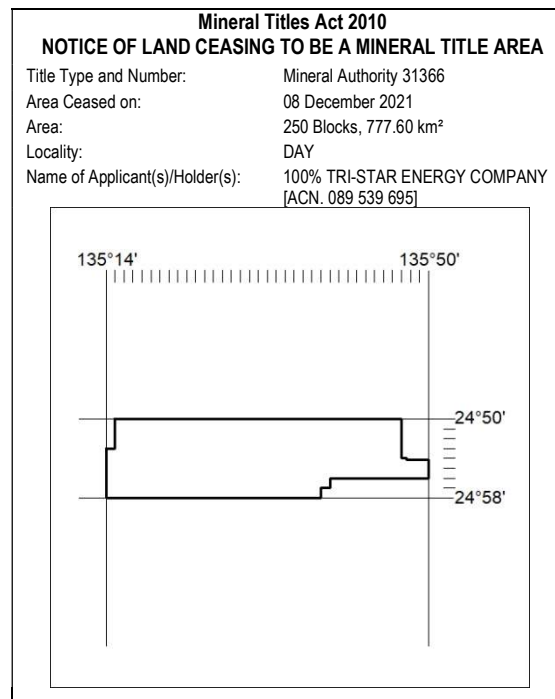 Mineral Titles Act 2010
NOTICE OF LAND CEASING TO BE A MINERAL TITLE AREA
Title Type and Number: Mineral Authority 31366
Area Ceased on: 08 December 2021
Area: 250 Blocks, 777.60 km²
Locality: DAY
Name of Applicant(s)/Holder(s): 100% TRI-STAR ENERGY COMPANY
[ACN. 089 539 695]
135°14' 135°50'
24°50'
24°58'